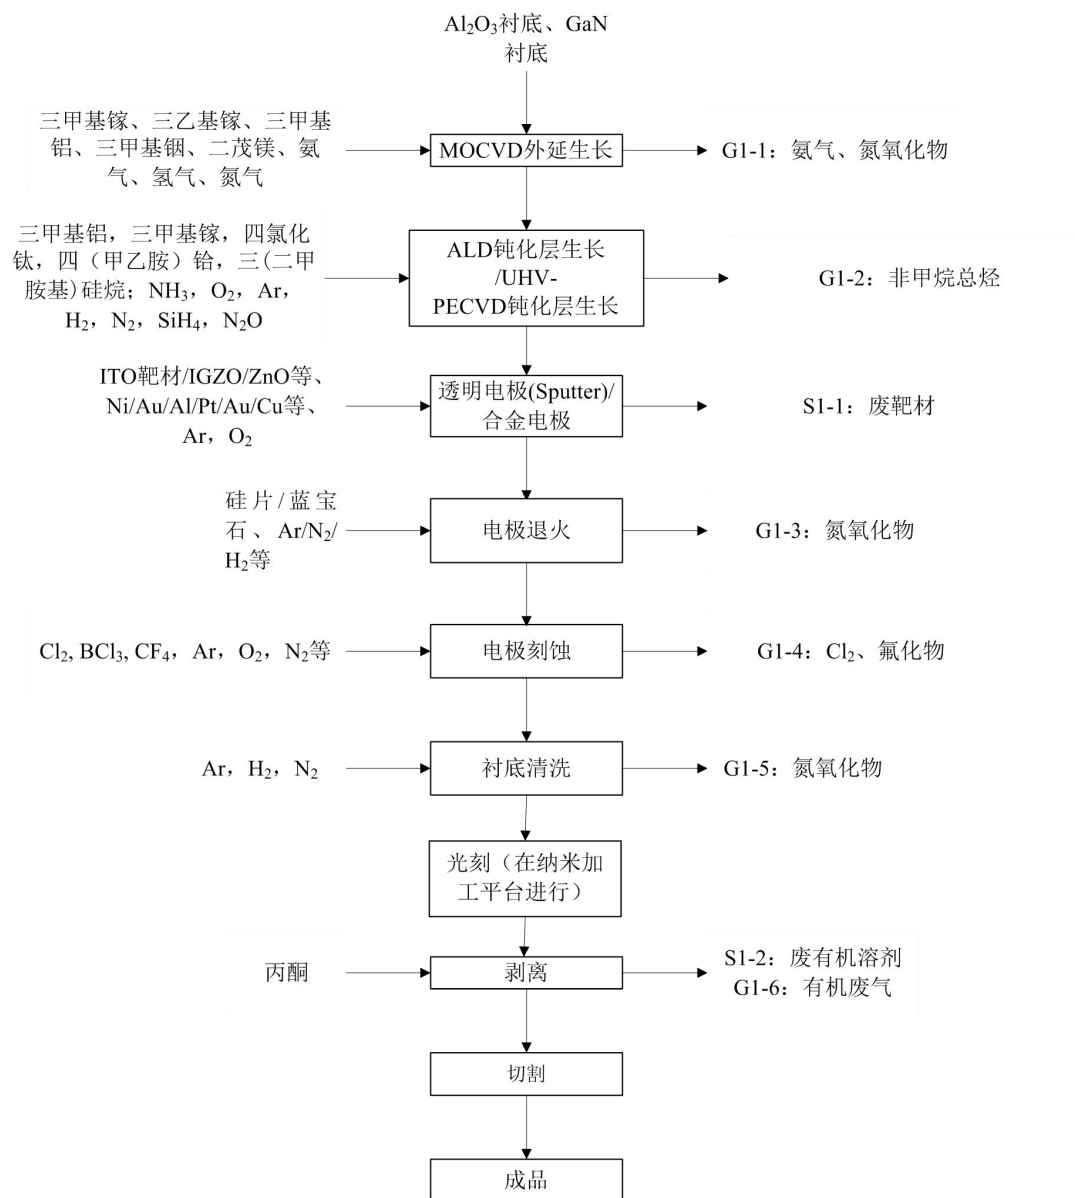 Al₂O₃衬底、GaN
衬底
三甲基镓、三乙基镓、三甲基
铝、三甲基铟、二茂镁、氨
气、氢气、氮气
MOCVD外延生长
G1-1：氨气、氮氧化物
三甲基铝，三甲基镓，四氯化
钛，四（甲乙胺）铪，三(二甲
胺基)硅烷；NH₃，O₂，Ar，
H₂，N₂，SiH₄，N₂O
ALD钝化层生长
/UHV-
PECVD钝化层生长
G1-2：非甲烷总烃
ITO靶材/IGZO/ZnO等、
Ni/Au/Al/Pt/Au/Cu等、
Ar，O₂
透明电极(Sputter)/
合金电极
S1-1：废靶材
硅片/蓝宝
石、Ar/N₂/
H₂等
电极退火
G1-3：氮氧化物
Cl₂, BCl₃, CF₄，Ar，O₂，N₂等
电极刻蚀
G1-4：Cl₂、氟化物
Ar，H₂，N₂
衬底清洗
G1-5：氮氧化物
光刻（在纳米加
工平台进行）
丙酮
剥离
S1-2：废有机溶剂
G1-6：有机废气
切割
成品